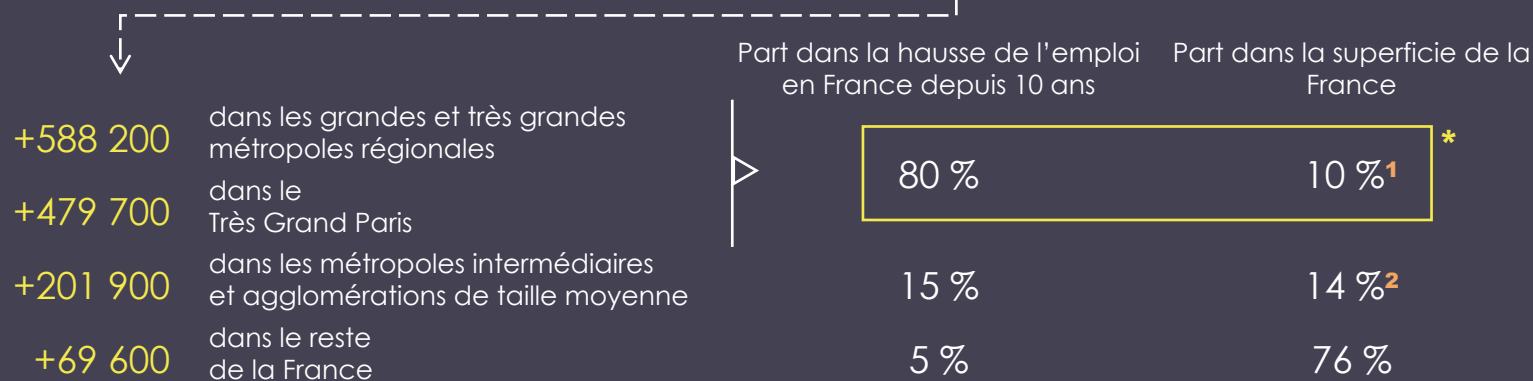 Part dans la hausse de l’emploi
en France depuis 10 ans
Part dans la superficie de la
France
+588 200
dans les grandes et très grandes
métropoles régionales
80 %
10 %1
*
+479 700
dans le
Très Grand Paris
+201 900
dans les métropoles intermédiaires
et agglomérations de taille moyenne
15 %
14 %2
+69 600
dans le reste
de la France
5 %
76 %